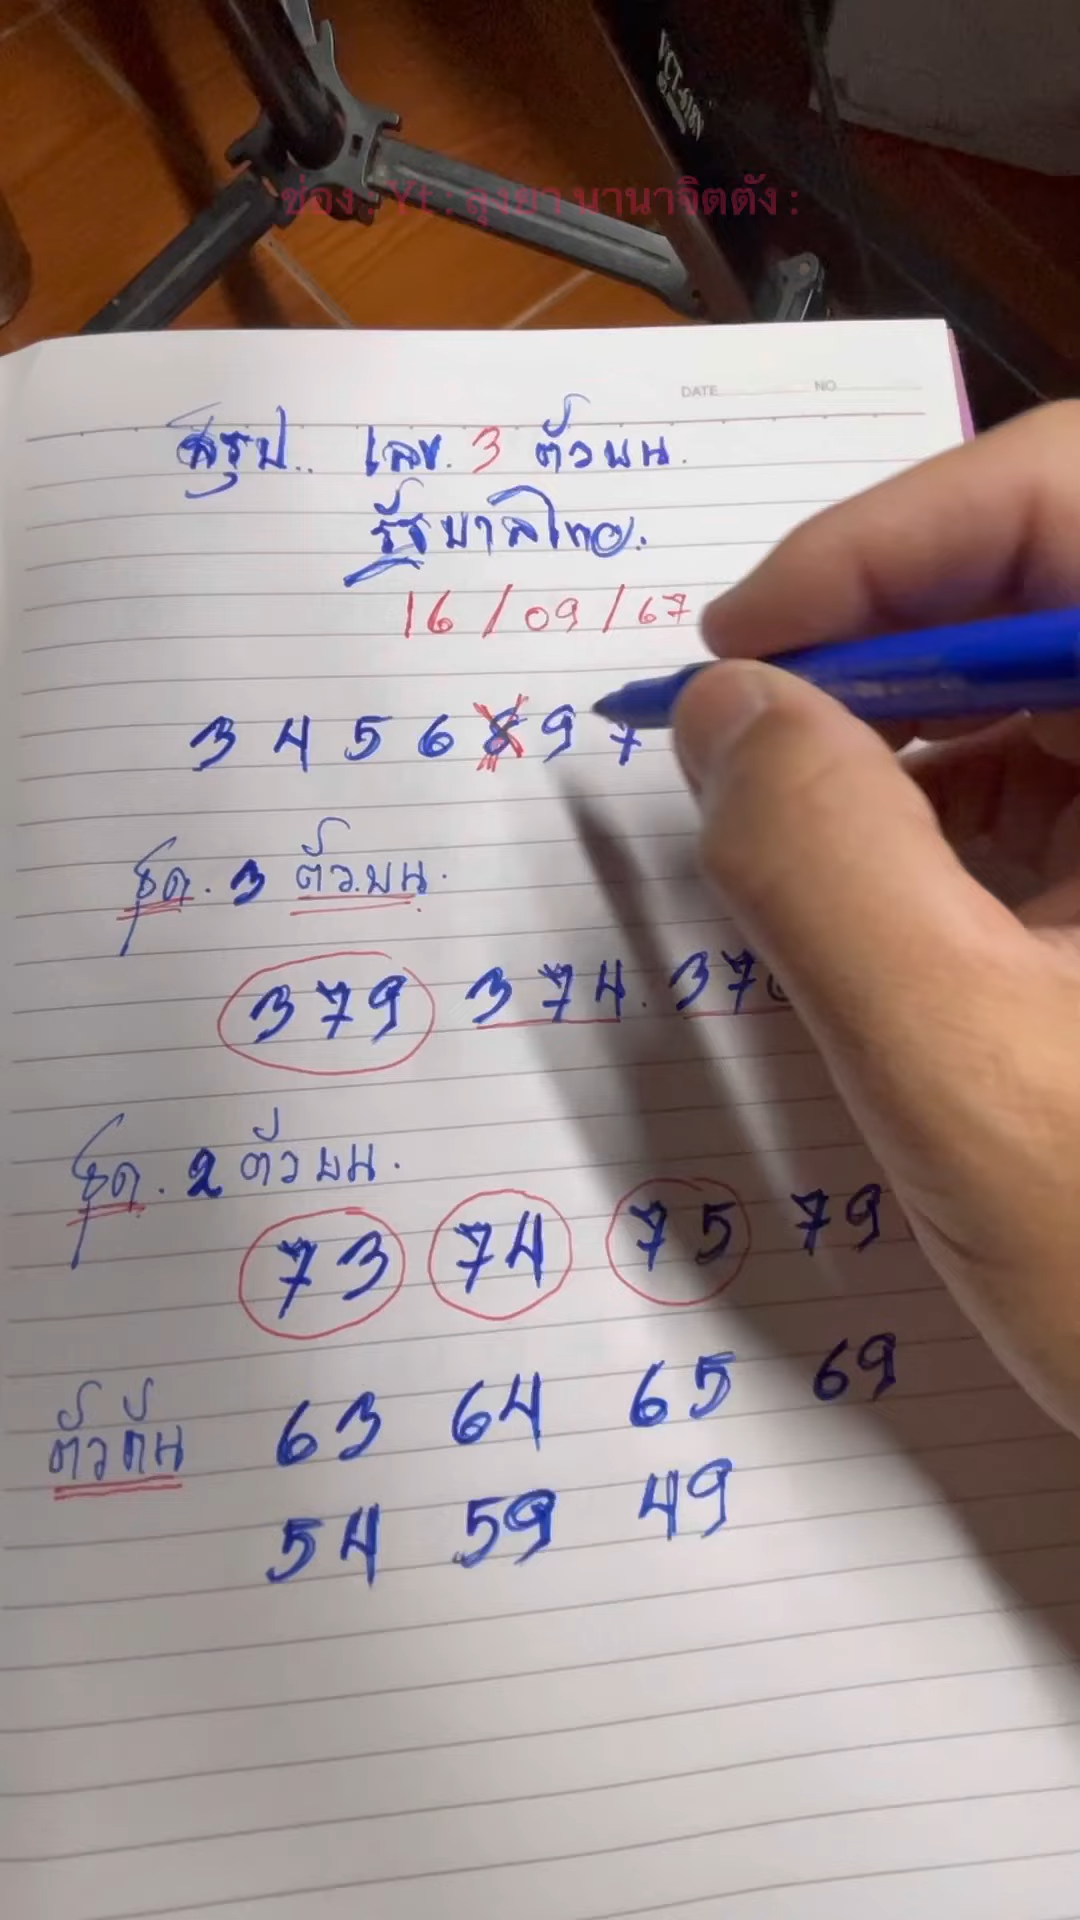 VCT-618N
ช่อง : Yt : ลุงยา นานาจิตตัง :
DATE NO
สรุป.. เลข. 3 ตัวบน.
รัฐบาลไทย.
16 / 09 / 67
3 4 5 6 8 9 7
ชุด. 3 ตัวบน.
379 374. 376
ชุด. 2 ตัวบน.
73 74 75 79
63 64 65 69
ตัวกัน
54 59 49